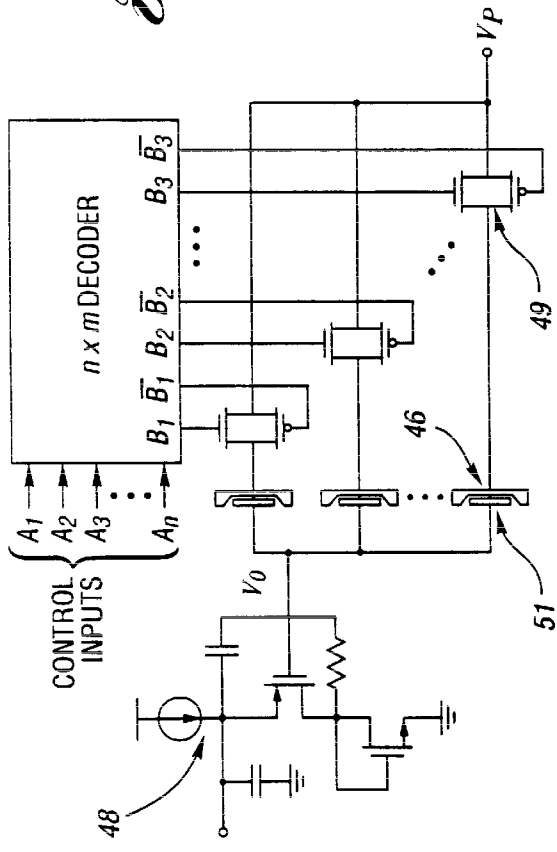 n x m DECODER
A1
A2
A3
An
CONTROL
INPUTS
B1 B̅1 B2 B̅2 B3 B̅3
V0
VP
48
46
51
49